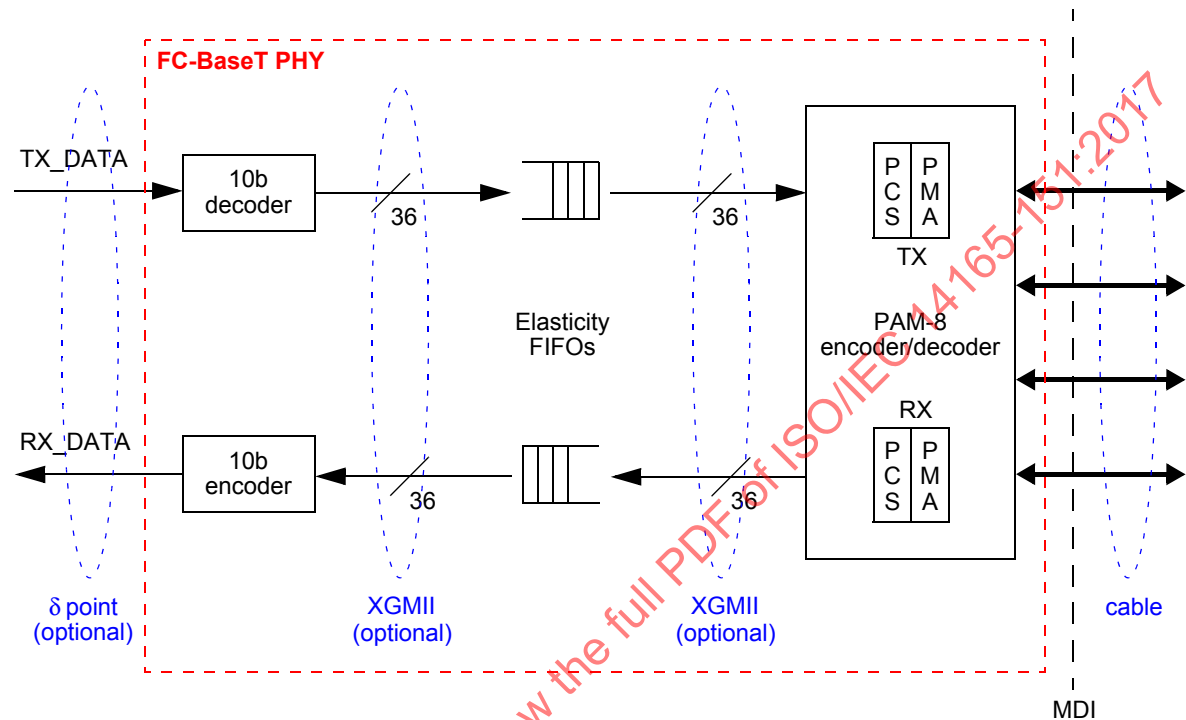 FC-BaseT PHY
TX_DATA
10b
decoder
36
36
P
C
S
P
M
A
TX
Elasticity
FIFOs
PAM-8
encoder/decoder
RX_DATA
10b
encoder
36
36
RX
P
C
S
P
M
A
δ point
(optional)
XGMII
(optional)
XGMII
(optional)
cable
MDI
w the full PDF of ISO/IEC 14165-151:2017